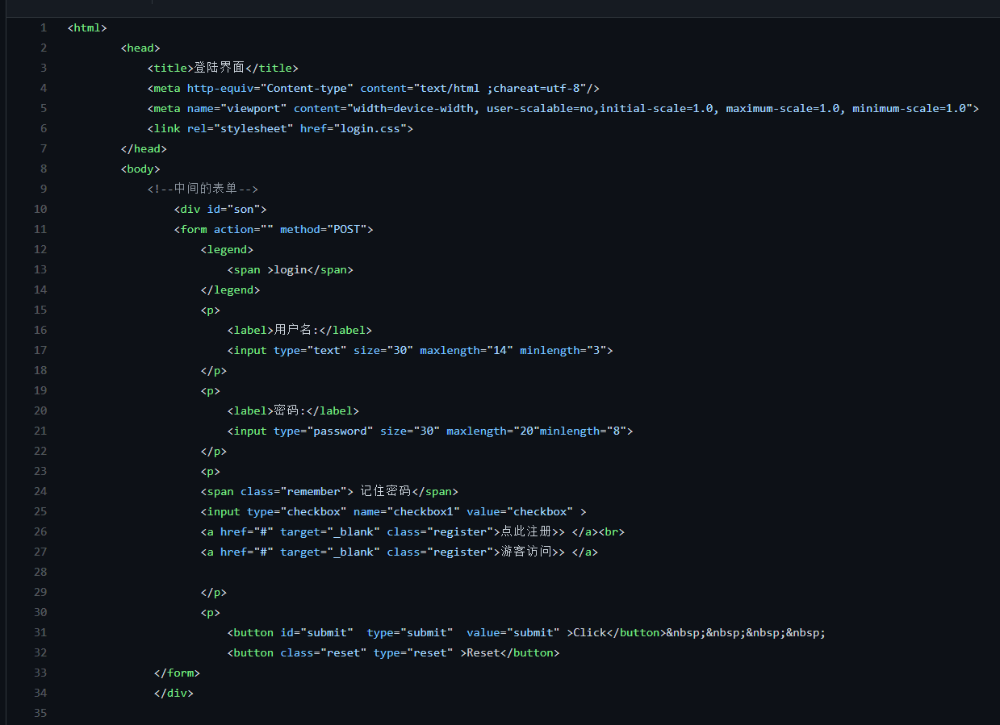 1 <html>
2 <head>
3 <title>登陆界面</title>
4 <meta http-equiv="Content-type" content="text/html ;chareat=utf-8"/>
5 <meta name="viewport" content="width=device-width, user-scalable=no,initial-scale=1.0, maximum-scale=1.0, minimum-scale=1.0">
6 <link rel="stylesheet" href="login.css">
7 </head>
8 <body>
9 <!--中间的表单-->
10 <div id="son">
11 <form action="" method="POST">
12 <legend>
13 <span >login</span>
14 </legend>
15 <p>
16 <label>用户名:</label>
17 <input type="text" size="30" maxlength="14" minlength="3">
18 </p>
19 <p>
20 <label>密码:</label>
21 <input type="password" size="30" maxlength="20"minlength="8">
22 </p>
23 <p>
24 <span class="remember"> 记住密码</span>
25 <input type="checkbox" name="checkbox1" value="checkbox" >
26 <a href="#" target="_blank" class="register">点此注册>> </a><br>
27 <a href="#" target="_blank" class="register">游客访问>> </a>
28
29 </p>
30 <p>
31 <button id="submit"  type="submit"  value="submit" >Click</button>&nbsp;&nbsp;&nbsp;&nbsp;
32 <button class="reset" type="reset" >Reset</button>
33 </form>
34 </div>
35